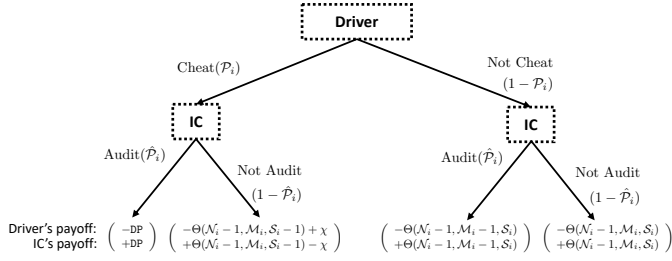 Driver
Cheat(𝒫ᵢ)
Not Cheat
(1 − 𝒫ᵢ)
IC
IC
Audit(𝒫̂ᵢ)
Not Audit
(1 − 𝒫̂ᵢ)
Audit(𝒫̂ᵢ)
Not Audit
(1 − 𝒫̂ᵢ)
Driver's payoff: ( −DP ) ( −Θ(𝒩ᵢ − 1, ℳᵢ, 𝒮ᵢ − 1) + χ ) ( −Θ(𝒩ᵢ − 1, ℳᵢ − 1, 𝒮ᵢ) ) ( −Θ(𝒩ᵢ − 1, ℳᵢ, 𝒮ᵢ) )
IC's payoff: ( +DP ) ( +Θ(𝒩ᵢ − 1, ℳᵢ, 𝒮ᵢ − 1) − χ ) ( +Θ(𝒩ᵢ − 1, ℳᵢ − 1, 𝒮ᵢ) ) ( +Θ(𝒩ᵢ − 1, ℳᵢ, 𝒮ᵢ) )